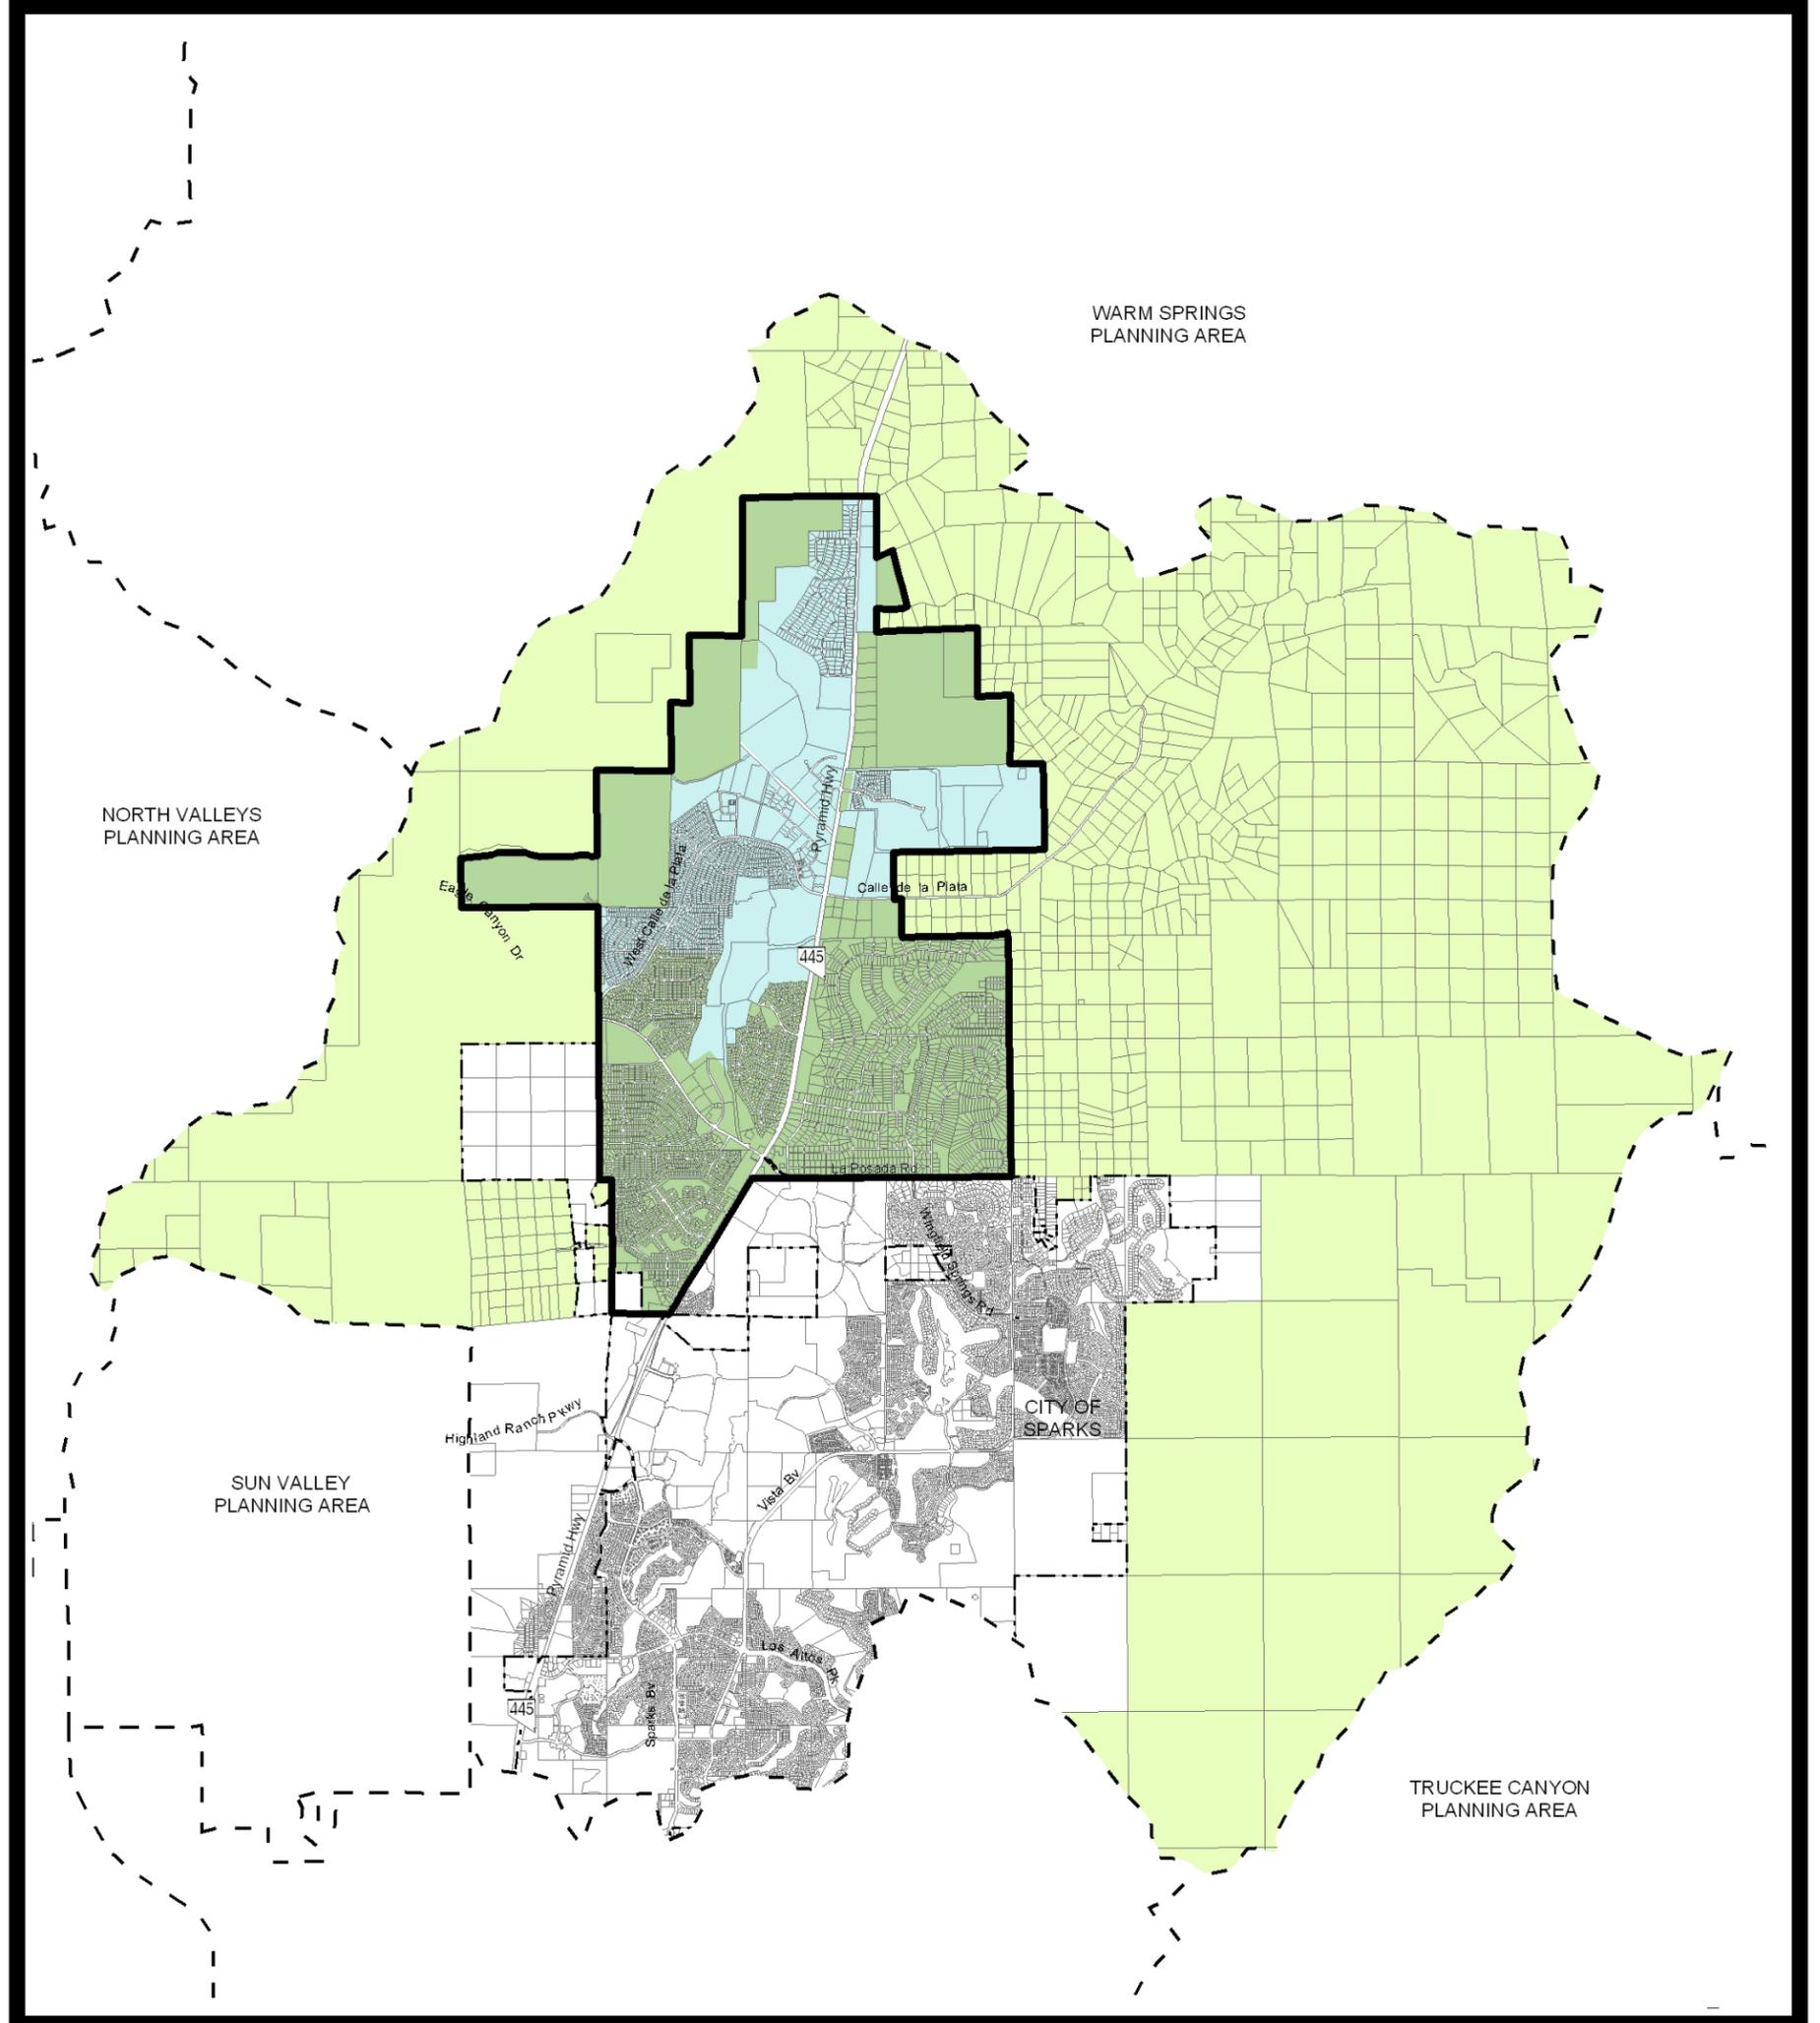 WARM SPRINGS
PLANNING AREA
NORTH VALLEYS
PLANNING AREA
Pyramid Hwy
West Calle de la Plata
Calle de la Plata
Eagle Canyon Dr
445
La Posada Rd
Wingfield Springs Rd
CITY OF
SPARKS
Highland Ranch Pkwy
SUN VALLEY
PLANNING AREA
Vista Bv
Pyramid Hwy
Los Altos Pk
Sparks Bv
445
TRUCKEE CANYON
PLANNING AREA